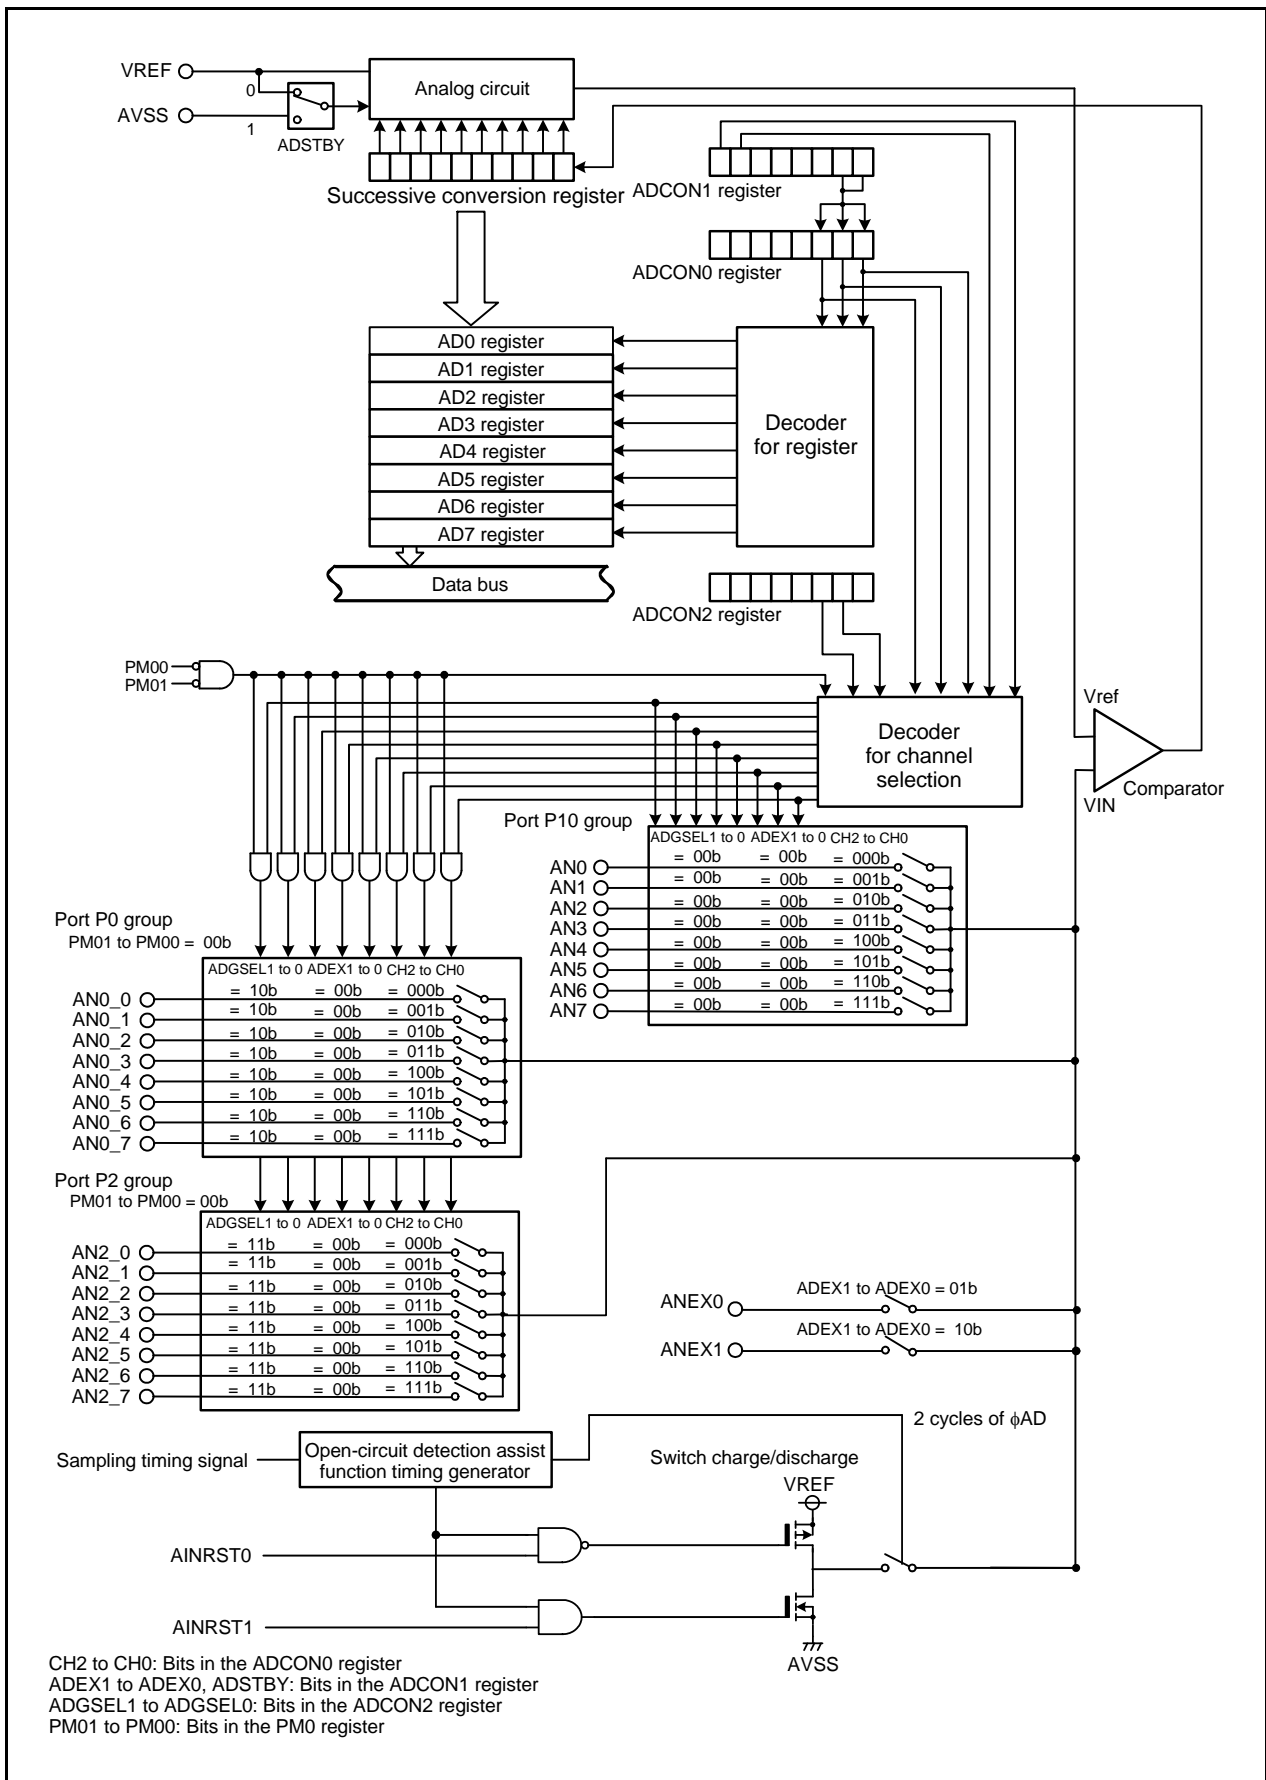 VREF
0
AVSS
1
ADSTBY
Analog circuit
Successive conversion register
ADCON1 register
ADCON0 register
AD0 register
AD1 register
AD2 register
AD3 register
AD4 register
AD5 register
AD6 register
AD7 register
Decoder
for register
Data bus
ADCON2 register
PM00
PM01
Decoder
for channel
selection
Vref
VIN
Comparator
Port P10 group
ADGSEL1 to 0 ADEX1 to 0 CH2 to CH0
AN0 = 00b = 00b = 000b
AN1 = 00b = 00b = 001b
AN2 = 00b = 00b = 010b
AN3 = 00b = 00b = 011b
AN4 = 00b = 00b = 100b
AN5 = 00b = 00b = 101b
AN6 = 00b = 00b = 110b
AN7 = 00b = 00b = 111b
Port P0 group
PM01 to PM00 = 00b
ADGSEL1 to 0 ADEX1 to 0 CH2 to CH0
AN0_0 = 10b = 00b = 000b
AN0_1 = 10b = 00b = 001b
AN0_2 = 10b = 00b = 010b
AN0_3 = 10b = 00b = 011b
AN0_4 = 10b = 00b = 100b
AN0_5 = 10b = 00b = 101b
AN0_6 = 10b = 00b = 110b
AN0_7 = 10b = 00b = 111b
Port P2 group
PM01 to PM00 = 00b
ADGSEL1 to 0 ADEX1 to 0 CH2 to CH0
AN2_0 = 11b = 00b = 000b
AN2_1 = 11b = 00b = 001b
AN2_2 = 11b = 00b = 010b
AN2_3 = 11b = 00b = 011b
AN2_4 = 11b = 00b = 100b
AN2_5 = 11b = 00b = 101b
AN2_6 = 11b = 00b = 110b
AN2_7 = 11b = 00b = 111b
ADEX1 to ADEX0 = 01b
ANEX0
ADEX1 to ADEX0 = 10b
ANEX1
2 cycles of ϕAD
Sampling timing signal
Open-circuit detection assist
function timing generator
Switch charge/discharge
VREF
AINRST0
AINRST1
AVSS
CH2 to CH0: Bits in the ADCON0 register
ADEX1 to ADEX0, ADSTBY: Bits in the ADCON1 register
ADGSEL1 to ADGSEL0: Bits in the ADCON2 register
PM01 to PM00: Bits in the PM0 register